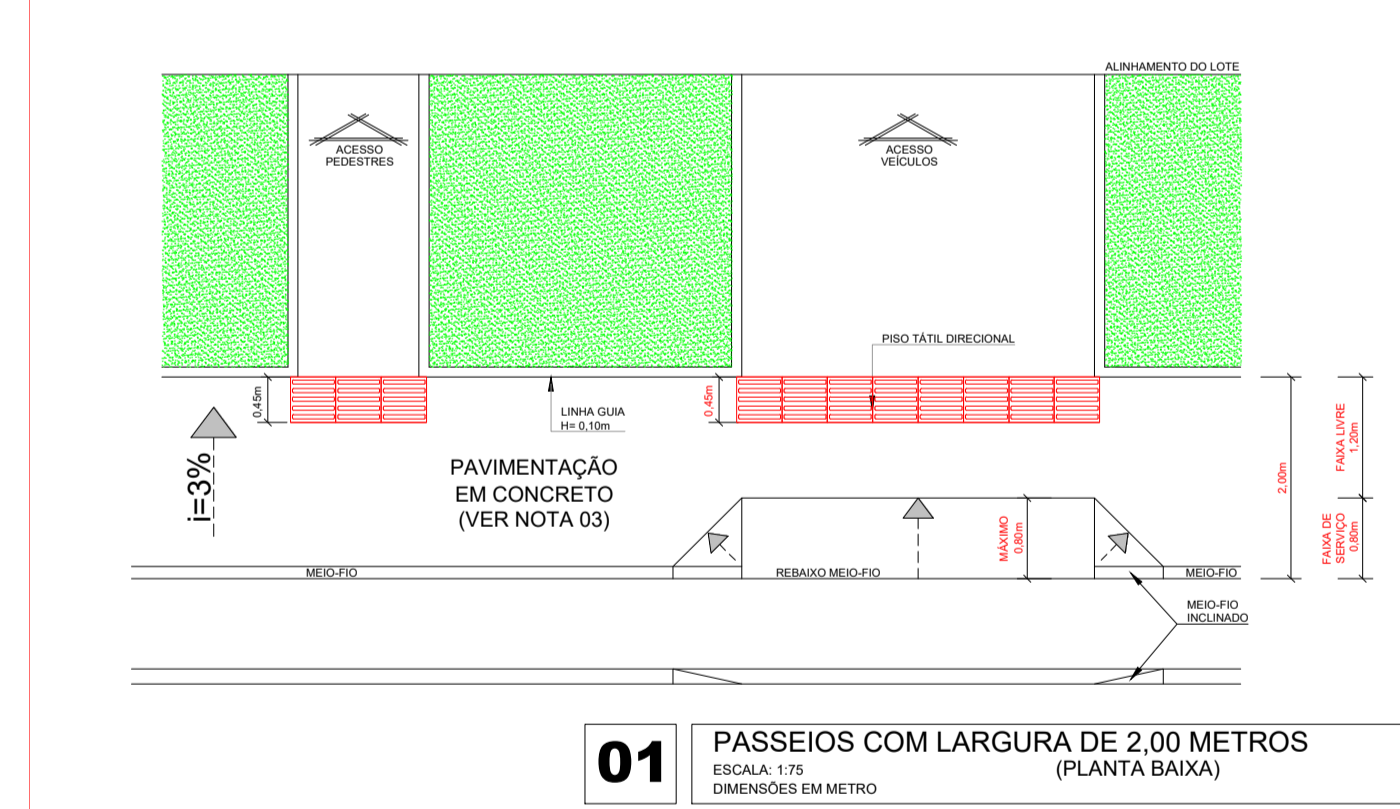 ALINHAMENTO DO LOTE
ACESSO
PEDESTRES
ACESSO
VEÍCULOS
PISO TÁTIL DIRECIONAL
0,45m
0,45m
LINHA GUIA
H= 0,10m
i=3%
PAVIMENTAÇÃO
EM CONCRETO
(VER NOTA 03)
MÁXIMO
0,80m
2,00m
FAIXA LIVRE
1,20m
FAIXA DE
SERVIÇO
0,80m
MEIO-FIO
REBAIXO MEIO-FIO
MEIO-FIO
MEIO-FIO
INCLINADO
01
PASSEIOS COM LARGURA DE 2,00 METROS
ESCALA: 1:75
(PLANTA BAIXA)
DIMENSÕES EM METRO